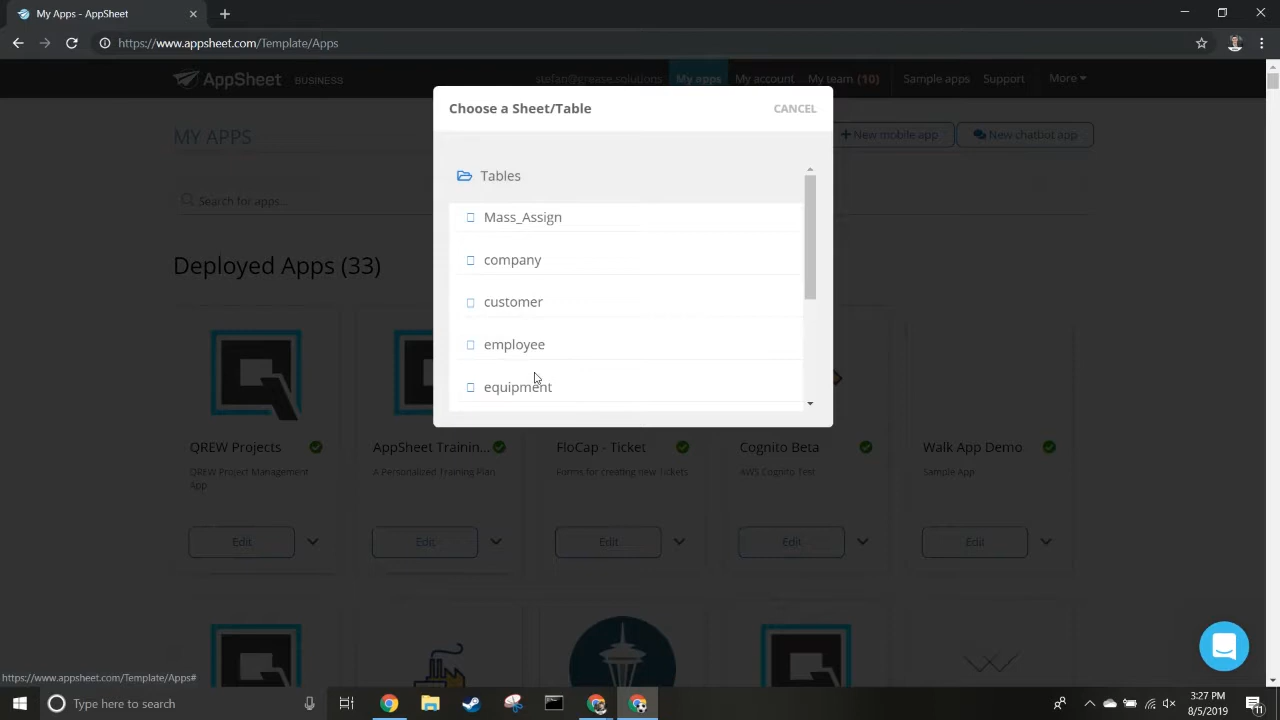 My Apps - AppSheet
https://www.appsheet.com/Template/Apps
AppSheet BUSINESS
stefan@grease.solutions My apps My account My team (10) Sample apps Support More
MY APPS
New mobile app New chatbot app
Search for apps...
Deployed Apps (33)
Choose a Sheet/Table CANCEL
Tables
Mass_Assign
company
customer
employee
equipment
QREW Projects AppSheet Trainin... FloCap - Ticket Cognito Beta Walk App Demo
QREW Project Management A Personalized Training Plan Forms for creating new Tickets AWS Cognito Test Sample App
App
Edit Edit Edit Edit Edit
https://www.appsheet.com/Template/Apps#
Type here to search
3:27 PM
8/5/2019